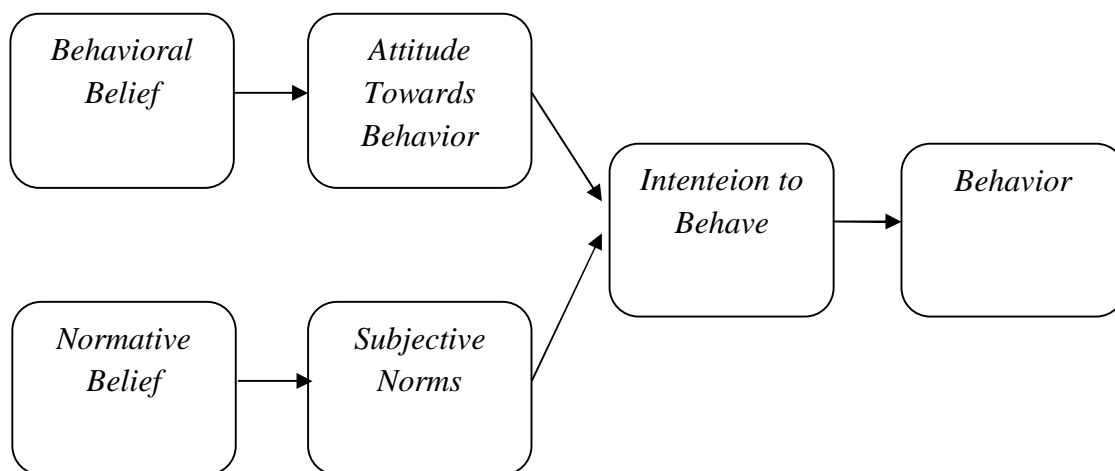 Behavioral
Belief
Attitude
Towards
Behavior
Intenteion to
Behave
Behavior
Normative
Belief
Subjective
Norms